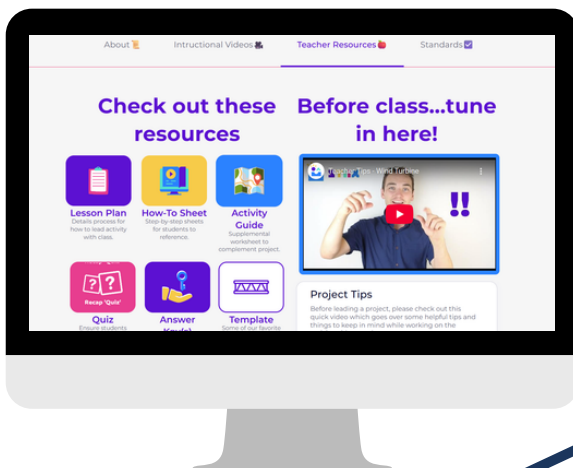 About
Intructional Videos
Teacher Resources
Standards
Check out these
resources
Lesson Plan
Details process for
how to lead activity
with class.
How-To Sheet
Step-by-step sheets
for students to
reference.
Activity
Guide
Supplemental
worksheet to
complement project.
Recap 'Quiz'
Quiz
Ensure students
Answer
Template
Some of our favorite
Before class...tune
in here!
Teachin' Tips - Wind Turbine
Project Tips
Before leading a project, please check out this
quick video which goes over some helpful tips and
things to keep in mind while working on the